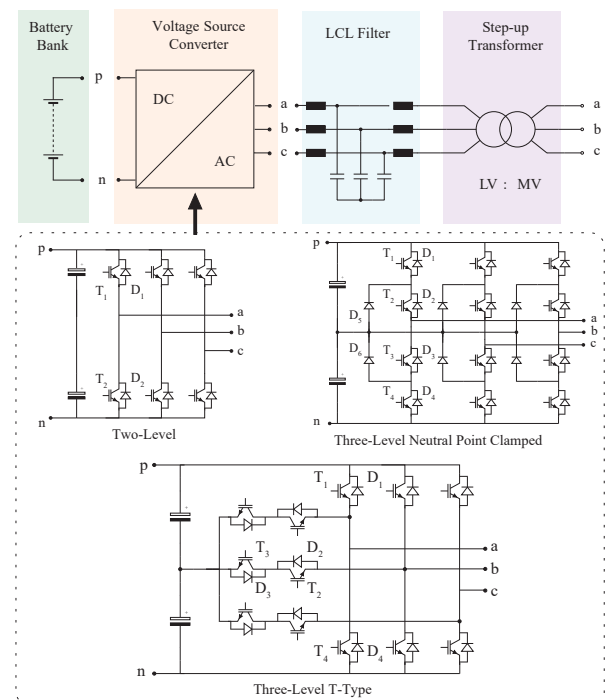 Battery Bank
Voltage Source Converter
LCL Filter
Step-up Transformer
p
n
DC
AC
a
b
c
a
b
c
LV : MV
p
n
T1 D1
T2 D2
a
b
c
Two-Level
p
n
T1 D1
T2 D2
D5
D6
T3 D3
T4 D4
a
b
c
Three-Level Neutral Point Clamped
p
n
T1 D1
T3 D2
D3 T2
T4 D4
a
b
c
Three-Level T-Type